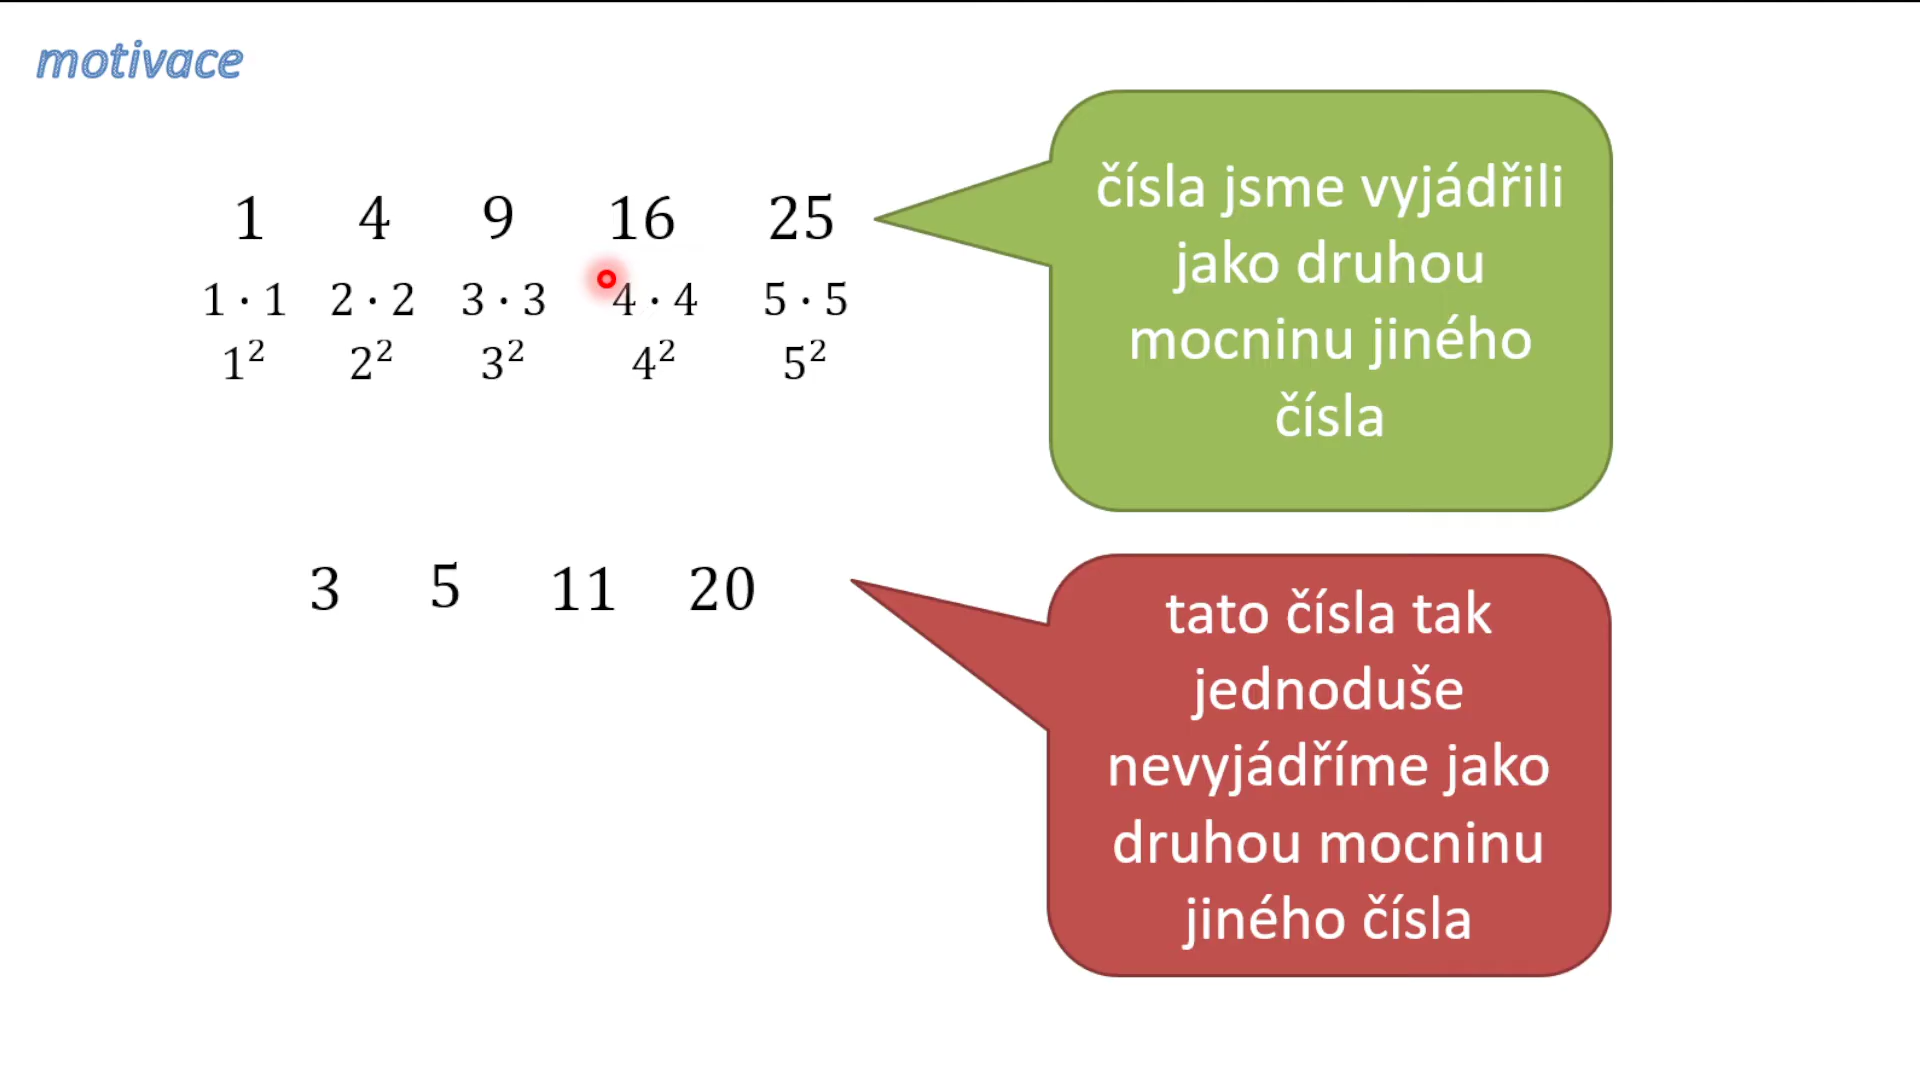 motivace
1 4 9 16 25
1 · 1 2 · 2 3 · 3 4 · 4 5 · 5
1² 2² 3² 4² 5²
čísla jsme vyjádřili
jako druhou
mocninu jiného
čísla
3 5 11 20
tato čísla tak
jednoduše
nevyjádříme jako
druhou mocninu
jiného čísla